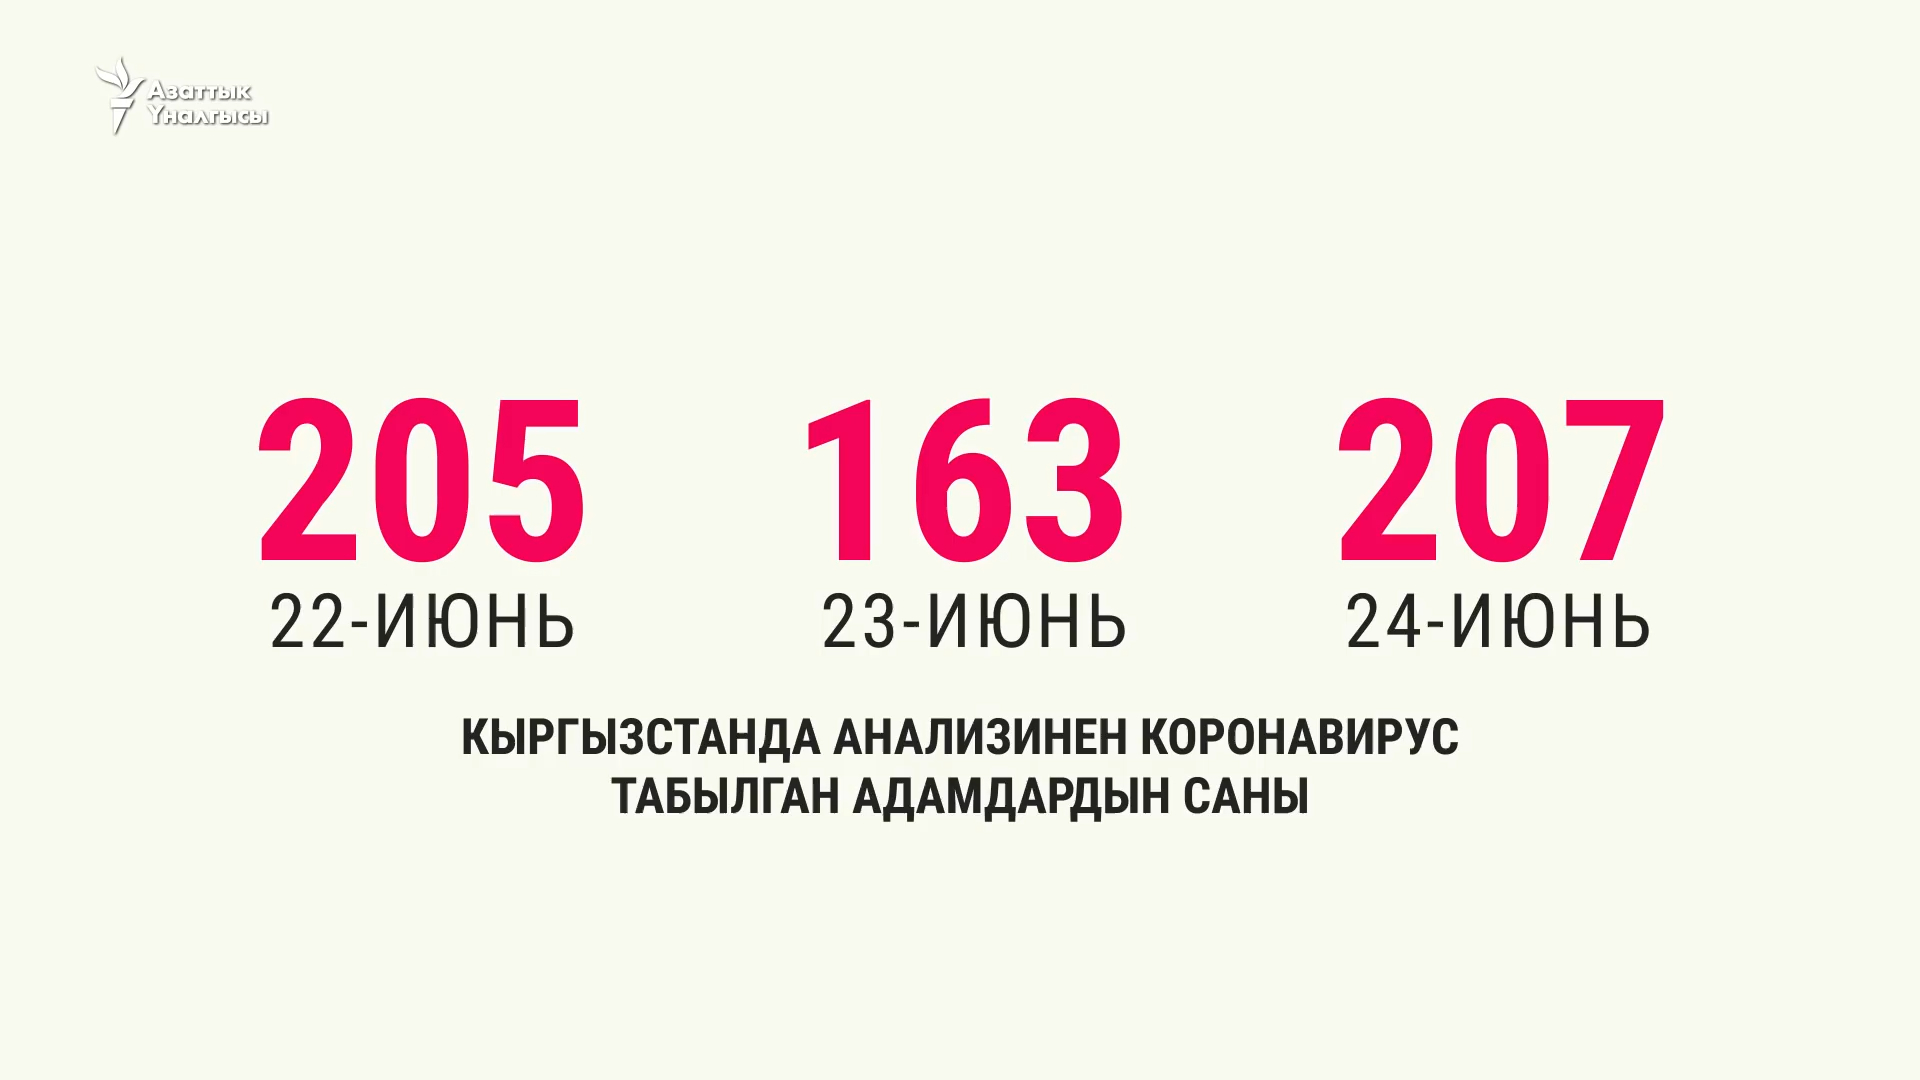 Азаттык
Үналгысы
205
163
207
22-ИЮНЬ
23-ИЮНЬ
24-ИЮНЬ
КЫРГЫЗСТАНДА АНАЛИЗИНЕН КОРОНАВИРУС
ТАБЫЛГАН АДАМДАРДЫН САНЫ